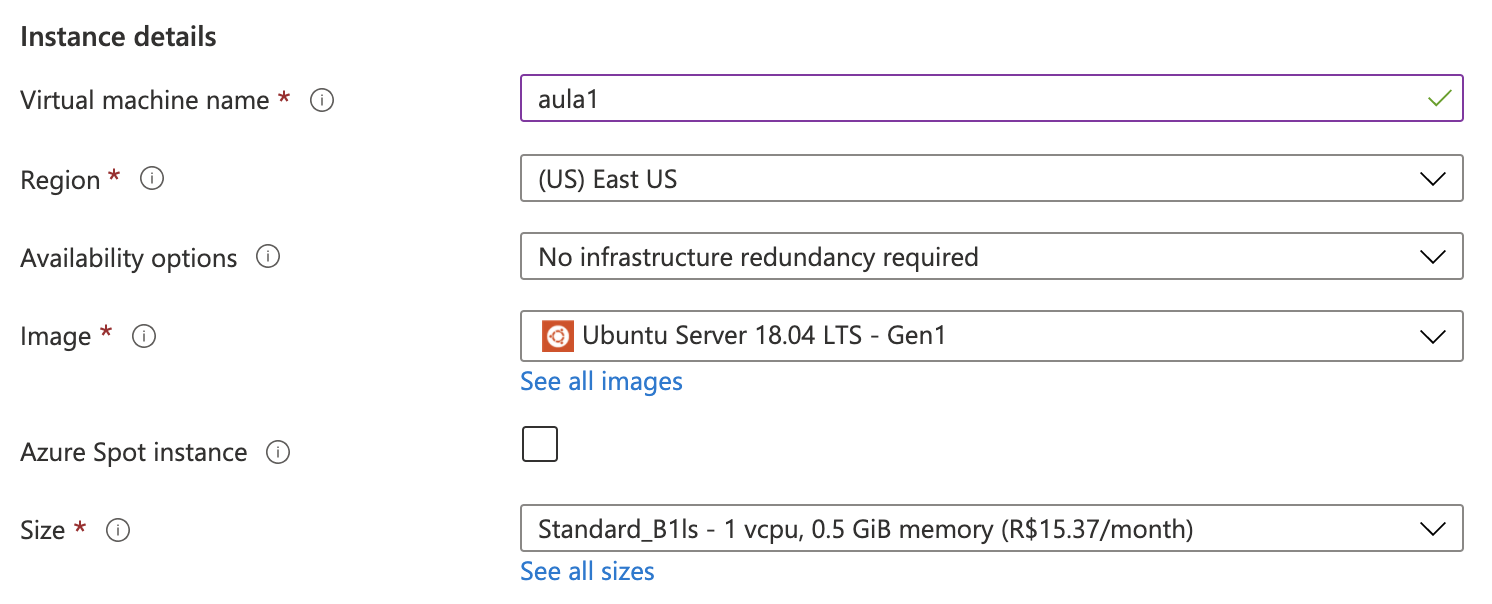 Instance details
Virtual machine name *
aula1
Region *
(US) East US
Availability options
No infrastructure redundancy required
Image *
Ubuntu Server 18.04 LTS - Gen1
See all images
Azure Spot instance
Size *
Standard_B1ls - 1 vcpu, 0.5 GiB memory (R$15.37/month)
See all sizes